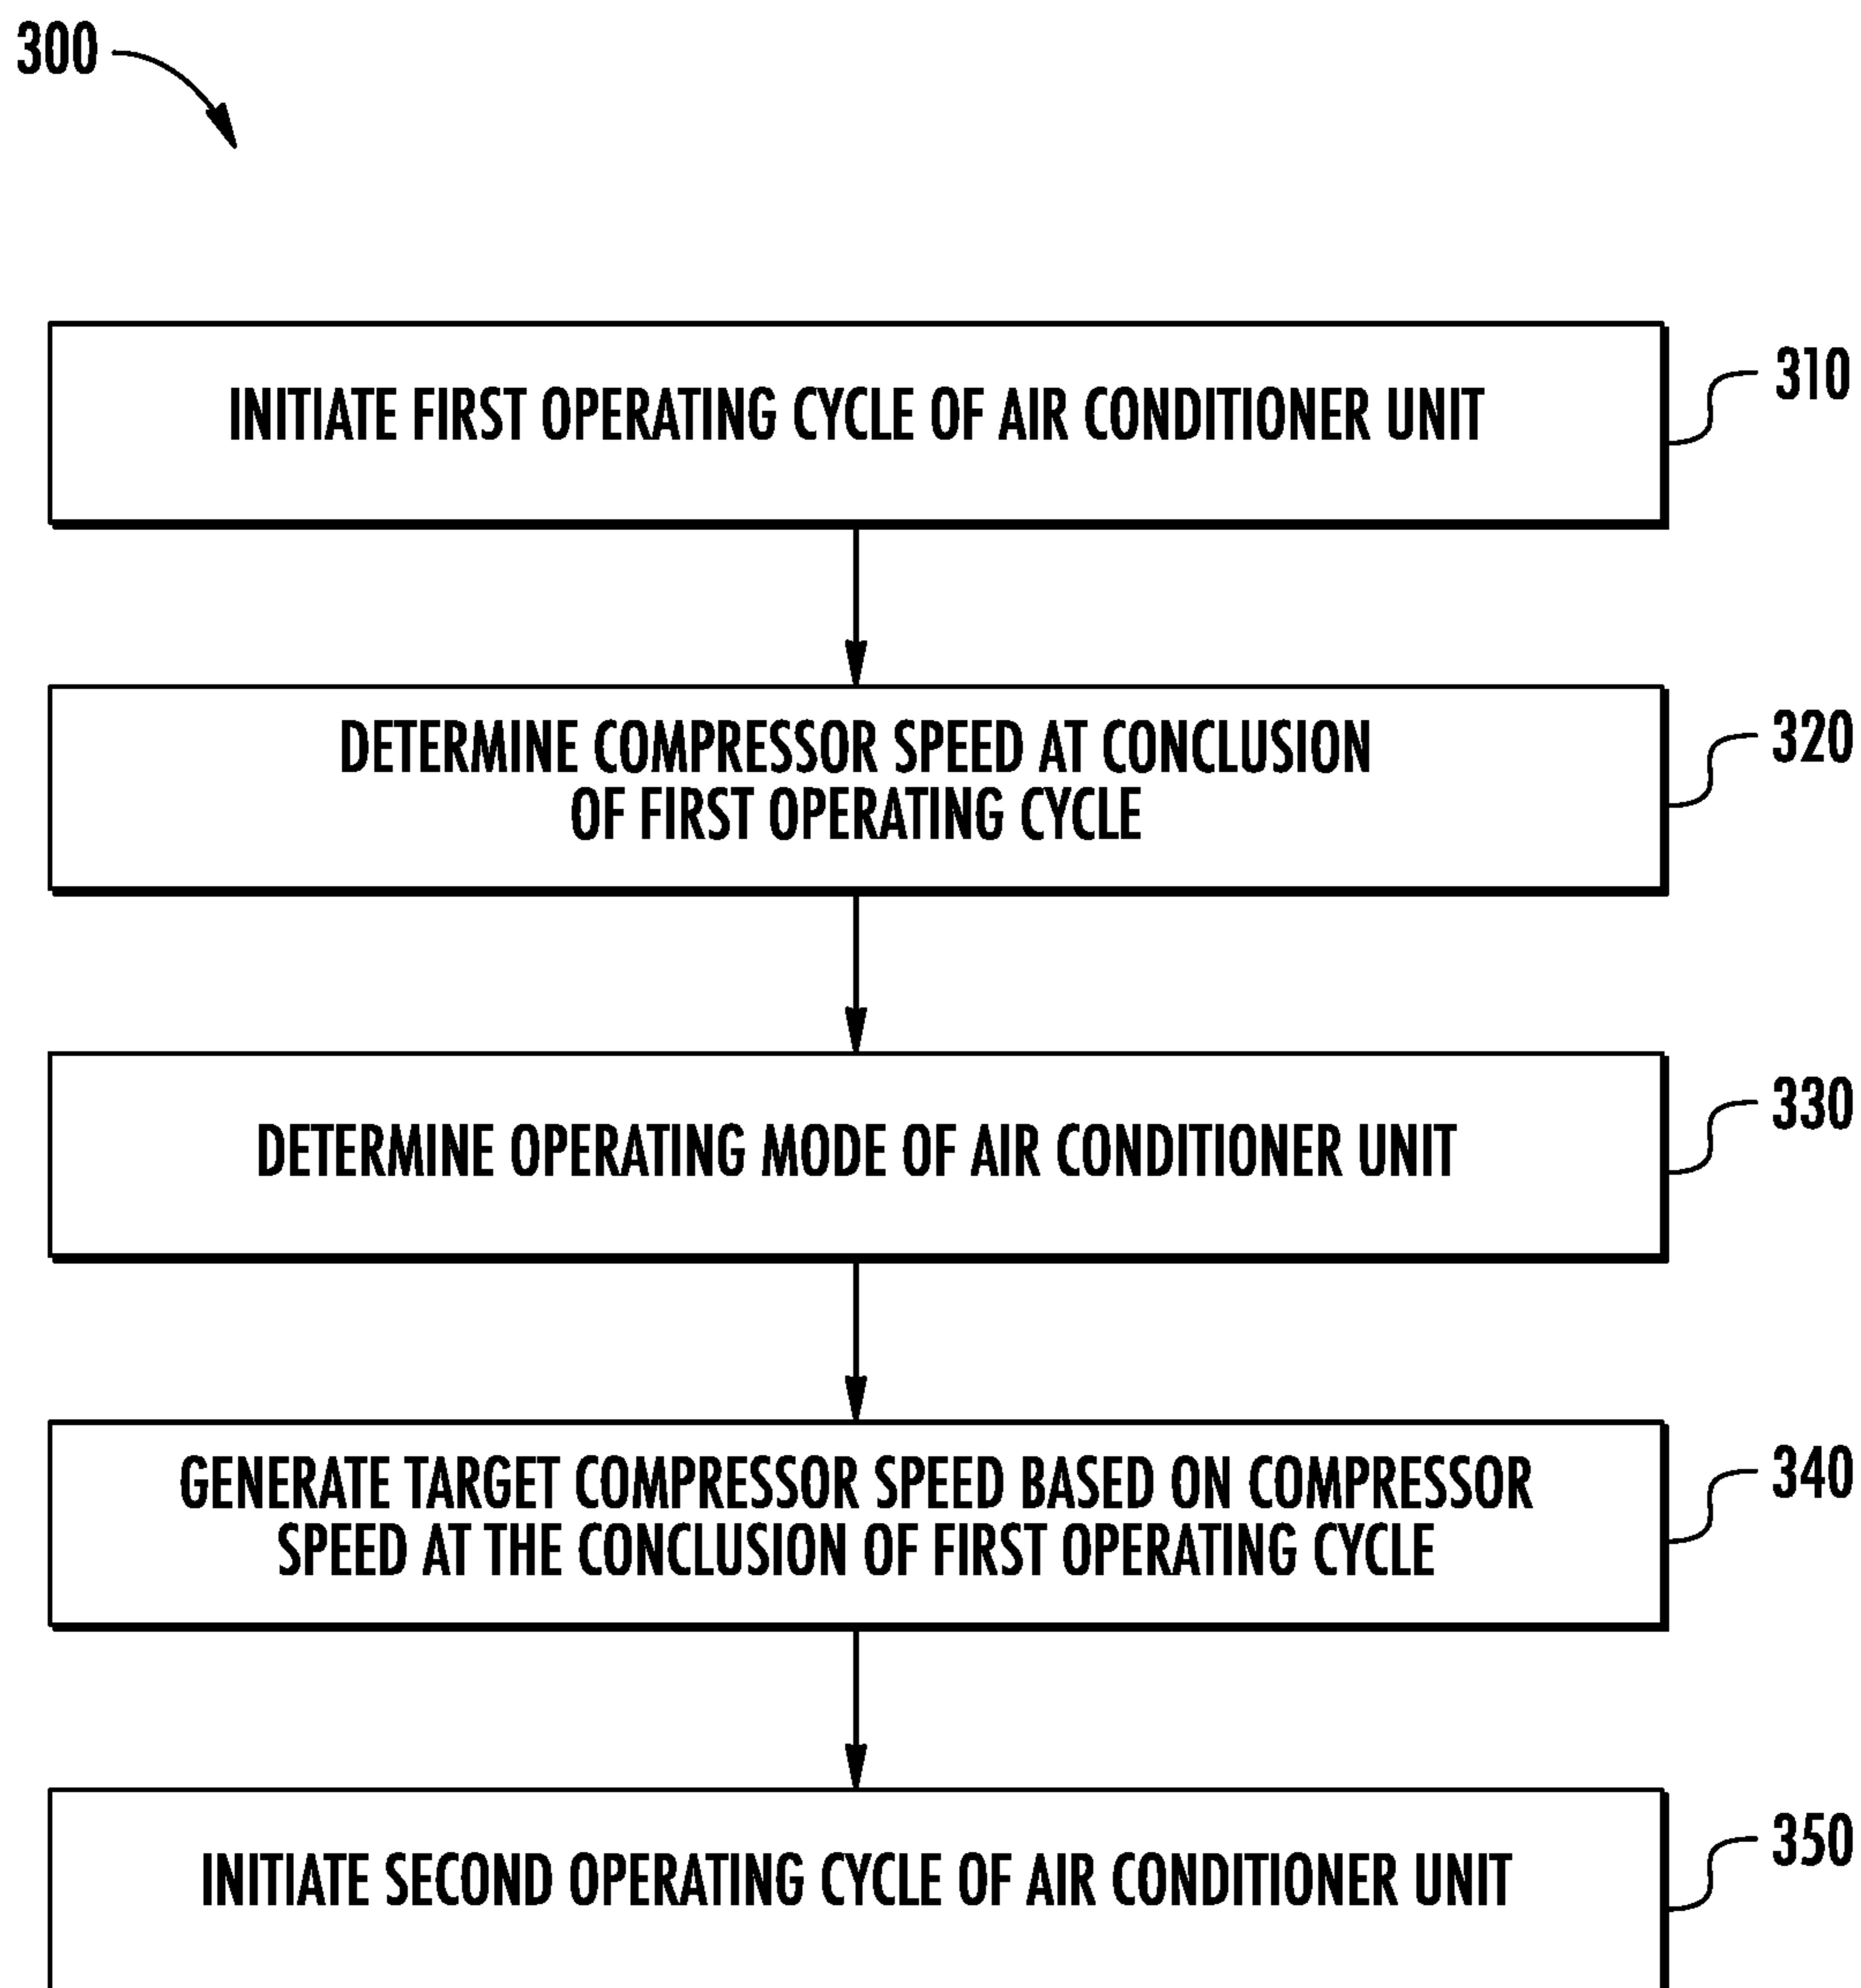 300
INITIATE FIRST OPERATING CYCLE OF AIR CONDITIONER UNIT
310
DETERMINE COMPRESSOR SPEED AT CONCLUSION
OF FIRST OPERATING CYCLE
320
DETERMINE OPERATING MODE OF AIR CONDITIONER UNIT
330
GENERATE TARGET COMPRESSOR SPEED BASED ON COMPRESSOR
SPEED AT THE CONCLUSION OF FIRST OPERATING CYCLE
340
INITIATE SECOND OPERATING CYCLE OF AIR CONDITIONER UNIT
350